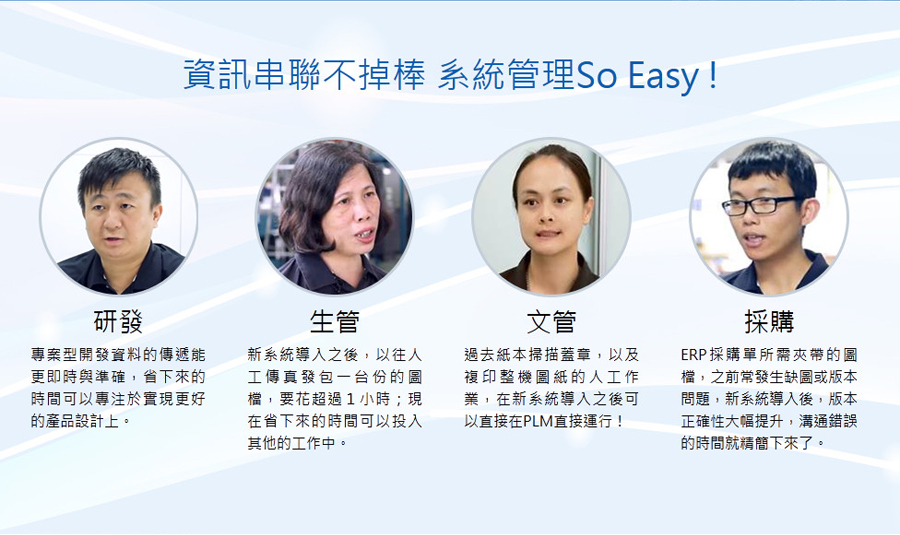 資訊串聯不掉棒 系統管理So Easy !
研發
專案型開發資料的傳遞能
更即時與準確，省下來的
時間可以專注於實現更好
的產品設計上。
生管
新系統導入之後，以往人
工傳真發包一台份的圖
檔，要花超過1小時；現
在省下來的時間可以投入
其他的工作中。
文管
過去紙本掃描蓋章，以及
複印整機圖紙的人工作
業，在新系統導入之後可
以直接在PLM直接運行！
採購
ERP採購單所需夾帶的圖
檔，之前常發生缺圖或版本
問題，新系統導入後，版本
正確性大幅提升，溝通錯誤
的時間就精簡下來了。